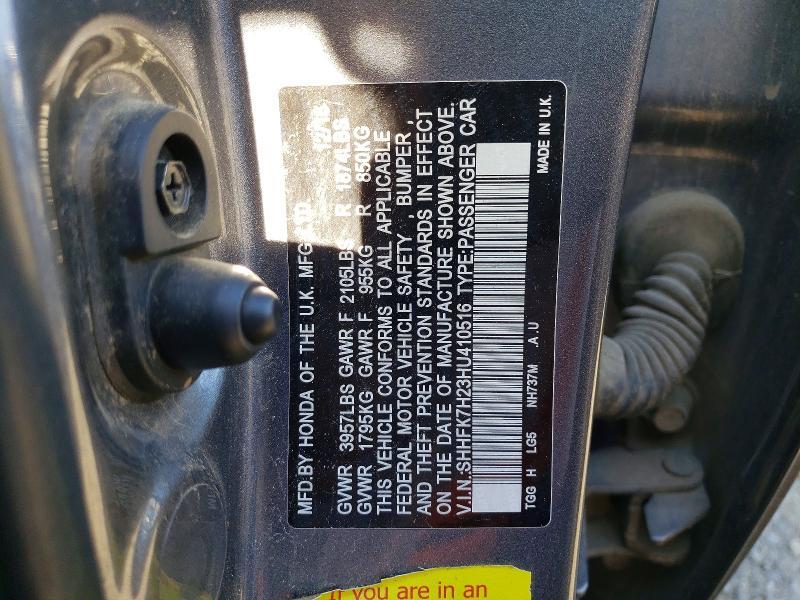 MFD.BY HONDA OF THE U.K. MFG. LTD 12/16
GVWR 3957LBS GAWR F 2105LBS R 1874LBS
GVWR 1795KG GAWR F 955KG R 850KG
THIS VEHICLE CONFORMS TO ALL APPLICABLE
FEDERAL MOTOR VEHICLE SAFETY , BUMPER ,
AND THEFT PREVENTION STANDARDS IN EFFECT
ON THE DATE OF MANUFACTURE SHOWN ABOVE.
V.I.N.:SHHFK7H23HU410516 TYPE:PASSENGER CAR
TGG H LG5 NH737M .A.U MADE IN U.K.
If you are in an